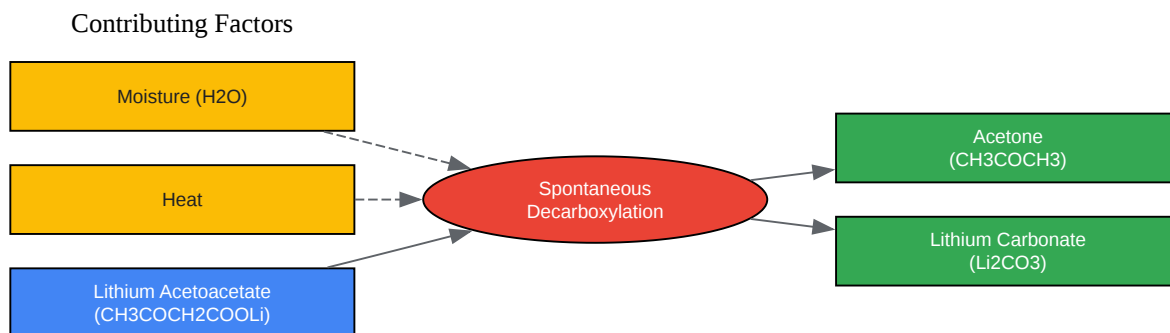 Contributing Factors
Moisture (H2O)
Heat
Lithium Acetoacetate
(CH3COCH2COOLi)
Spontaneous
Decarboxylation
Acetone
(CH3COCH3)
Lithium Carbonate
(Li2CO3)